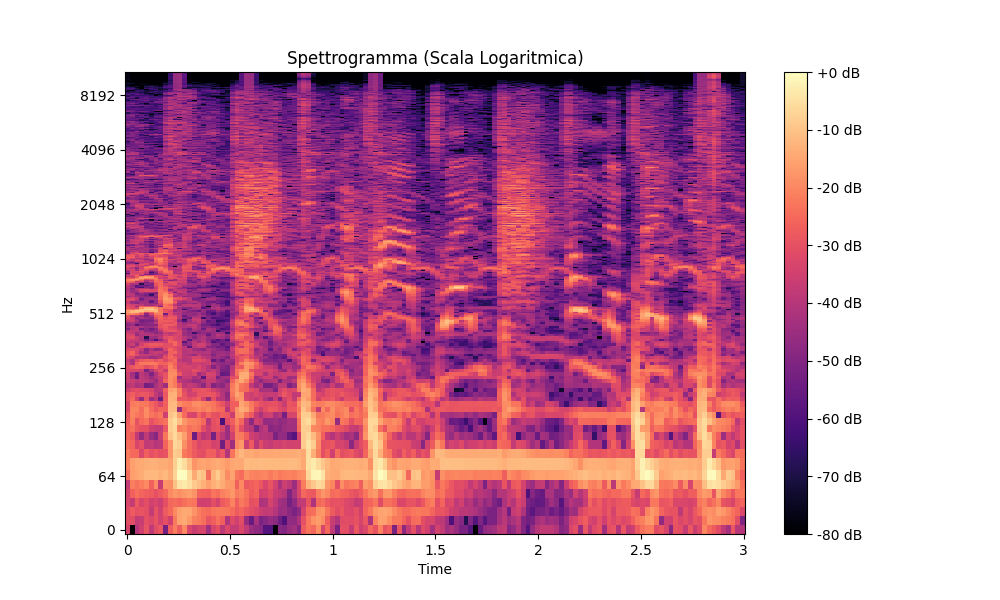 Spettrogramma (Scala Logaritmica)
8192
4096
2048
1024
512
256
128
64
0
Hz
0
0.5
1
1.5
2
2.5
3
Time
+0 dB
-10 dB
-20 dB
-30 dB
-40 dB
-50 dB
-60 dB
-70 dB
-80 dB